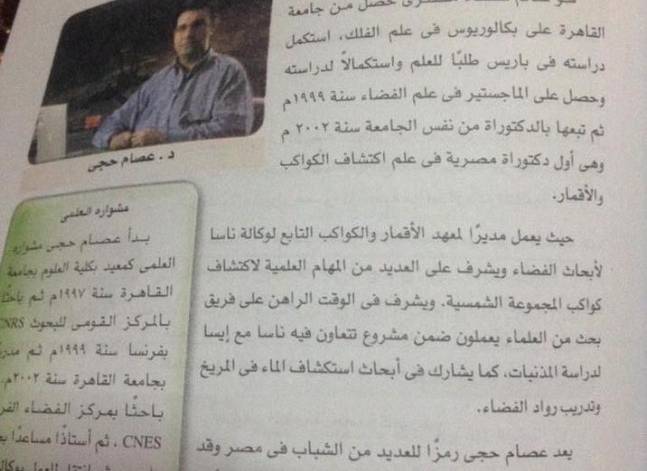 حصل من جامعة
القاهرة على بكالوريوس فى علم الفلك، استكمل
دراسته فى باريس طلبًا للعلم واستكمالاً لدراسته
وحصل على الماجستير فى علم الفضاء سنة ١٩٩٩م
ثم تبعها بالدكتوراة من نفس الجامعة سنة ٢٠٠٢ م
وهى أول دكتوراة مصرية فى علم اكتشاف الكواكب
والأقمار.
د. عصام حجى
حيث يعمل مديرًا لمعهد الأقمار والكواكب التابع لوكالة ناسا
لأبحاث الفضاء ويشرف على العديد من المهام العلمية لاكتشاف
كواكب المجموعة الشمسية. ويشرف فى الوقت الراهن على فريق
بحث من العلماء يعملون ضمن مشروع تتعاون فيه ناسا مع إيسا
لدراسة المذنبات، كما يشارك فى أبحاث استكشاف الماء فى المريخ
وتدريب رواد الفضاء.
يعد عصام حجى رمزًا للعديد من الشباب فى مصر وقد
مشواره العلمى
بدأ عصام حجى مشواره
العلمى كمعيد بكلية العلوم بجامعة
القاهرة سنة ١٩٩٧م ثم باحثًا
بالمركز القومى للبحوث CNRS
بفرنسا سنة ١٩٩٩م ثم
بجامعة القاهرة سنة ٢٠٠٢م،
باحثًا بمركز الفضاء
CNES ، ثم أستاذًا مساعدًا